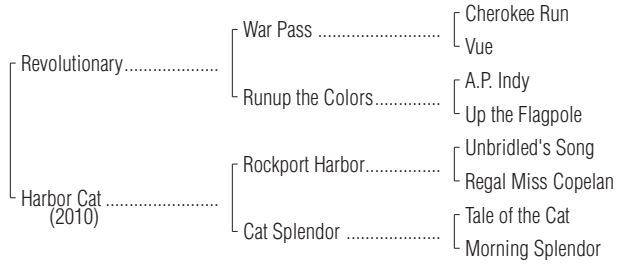 Cherokee Run
War Pass ..........................
Vue
Revolutionary....................
A.P. Indy
Runup the Colors..............
Up the Flagpole
Unbridled's Song
Rockport Harbor................
Regal Miss Copelan
Harbor Cat ........................
(2010)
Tale of the Cat
Cat Splendor ....................
Morning Splendor